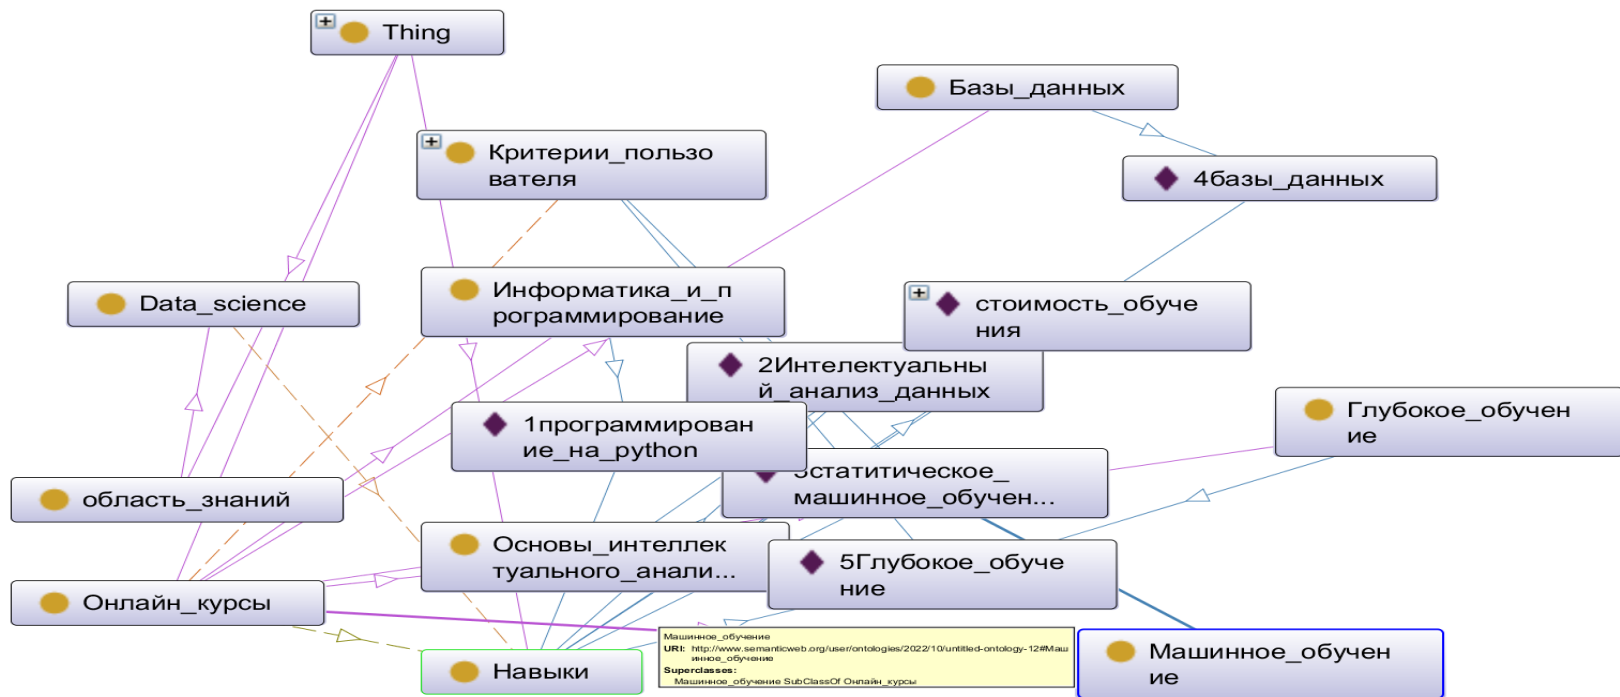 Thing
Базы_данных
Критерии_пользо
вателя
4базы_данных
Data_science
Информатика_и_п
рограммирование
стоимость_обуче
ния
2Интелектуальны
й_анализ_данных
1программирован
ие_на_python
Глубокое_обучен
ие
3статитическое_
машинное_обучен...
область_знаний
Основы_интеллек
туального_анали...
5Глубокое_обуче
ние
Онлайн_курсы
Навыки
Машинное_обучение
URI: http://www.semanticweb.org/user/ontologies/2022/10/untitled-ontology-12#Маш
инное_обучение
Superclasses:
Машинное_обучение SubClassOf Онлайн_курсы
Машинное_обучен
ие